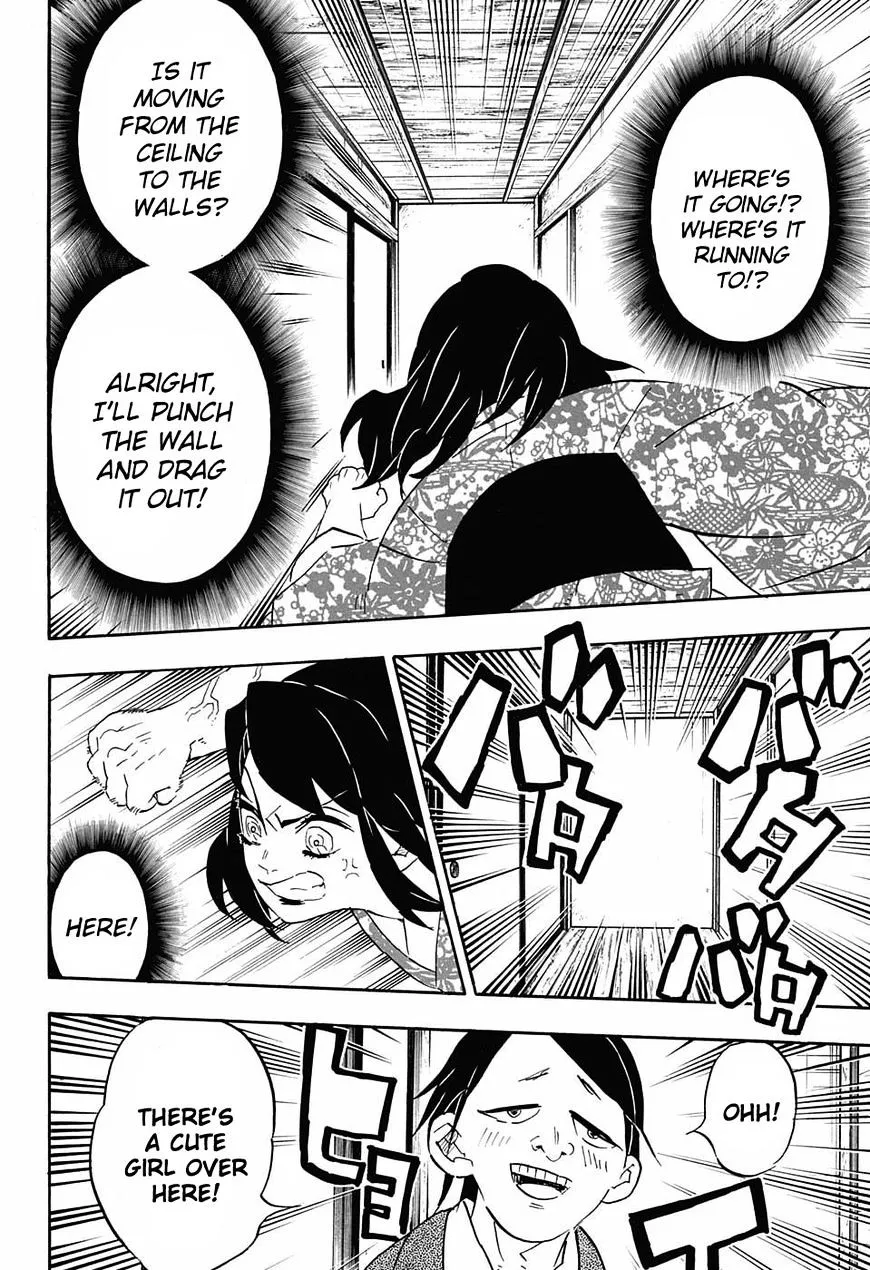 WHERE'S
IT GOING!?
WHERE'S IT
RUNNING
TO!?
IS IT
MOVING
FROM THE
CEILING
TO THE
WALLS?
ALRIGHT,
I'LL PUNCH
THE WALL
AND DRAG
IT OUT!
バタ
バタ
バタ
HERE!
OHH!
ヒョイ
THERE'S
A CUTE
GIRL OVER
HERE!